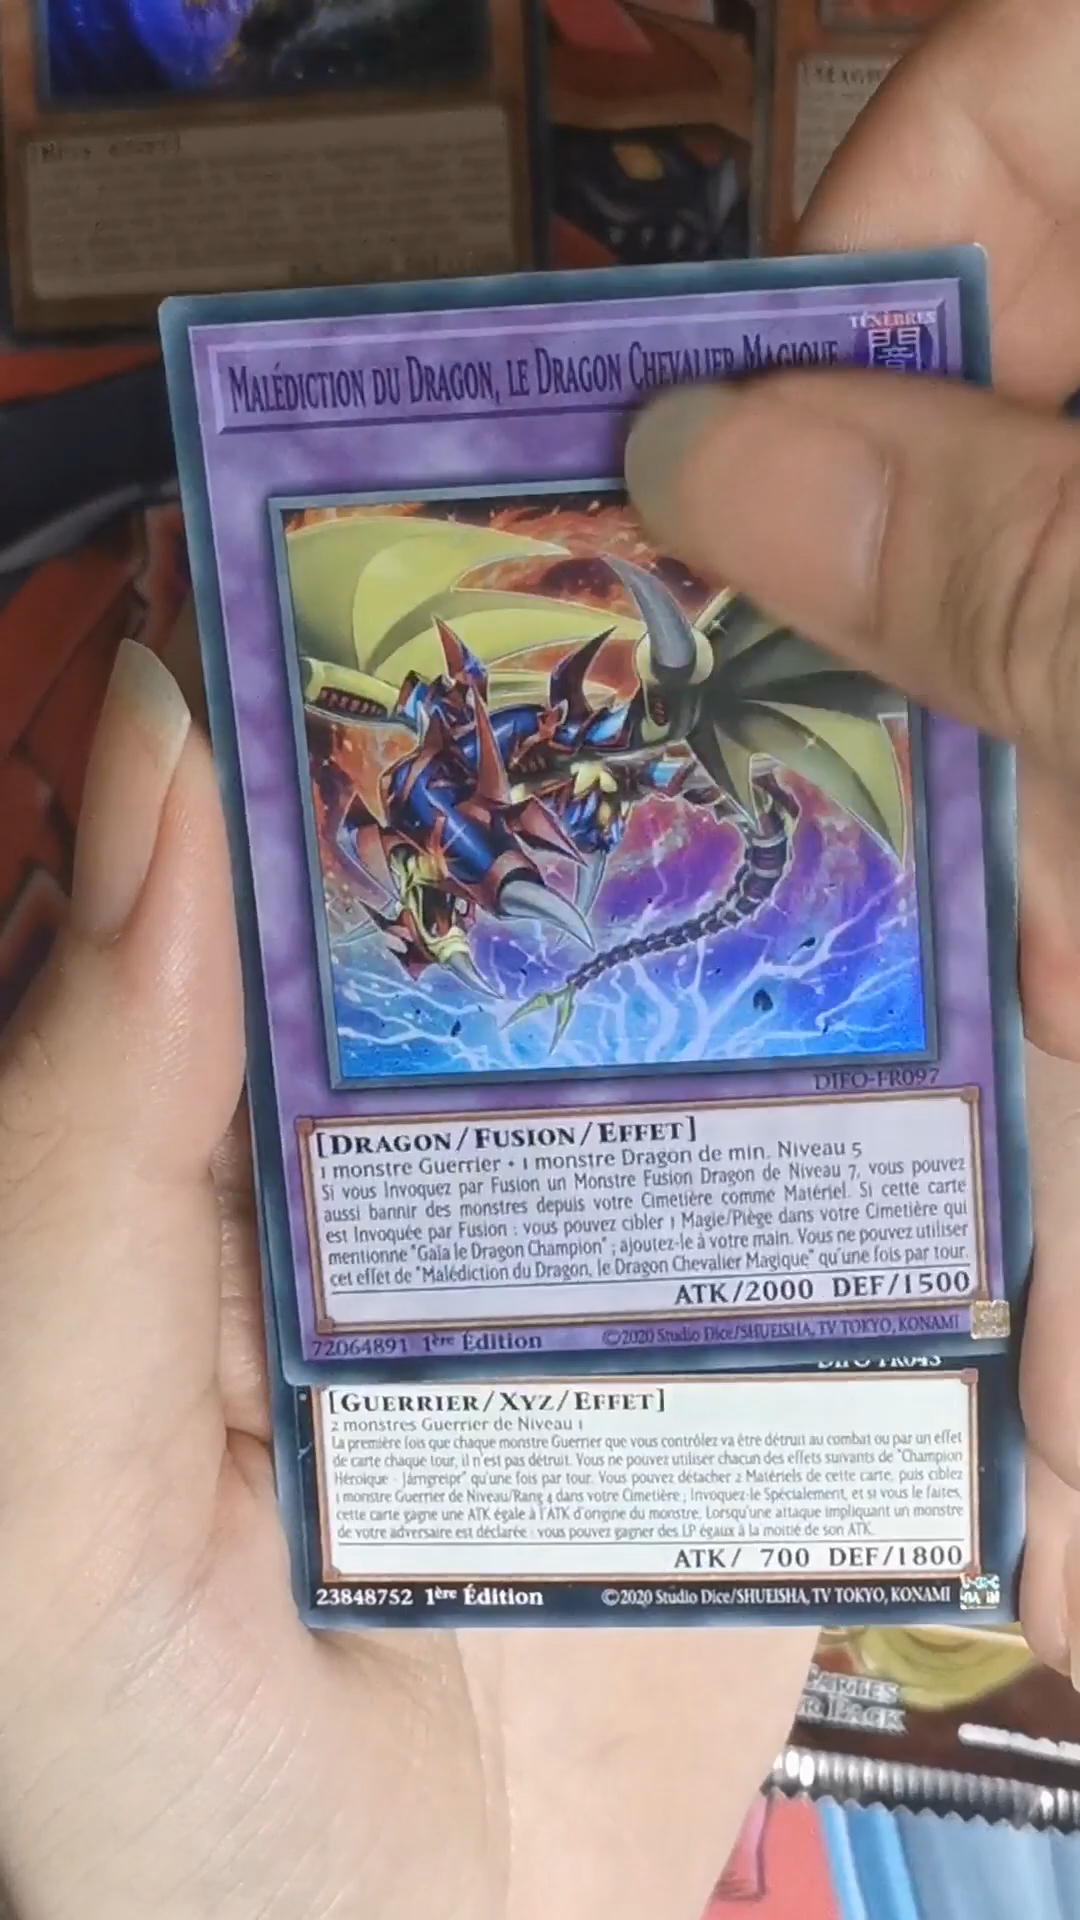 MALÉDICTION DU DRAGON, LE DRAGON CHEVALIER MAGIQUE
TÉNÈBRES
闇
DIFO-FR097
[DRAGON/FUSION/EFFET]
1 monstre Guerrier + 1 monstre Dragon de min. Niveau 5
Si vous Invoquez par Fusion un Monstre Fusion Dragon de Niveau 7, vous pouvez
aussi bannir des monstres depuis votre Cimetière comme Matériel. Si cette carte
est Invoquée par Fusion : vous pouvez cibler 1 Magie/Piège dans votre Cimetière qui
mentionne "Gaïa le Dragon Champion" ; ajoutez-le à votre main. Vous ne pouvez utiliser
cet effet de "Malédiction du Dragon, le Dragon Chevalier Magique" qu'une fois par tour.
ATK/2000 DEF/1500
72064891 1ère Édition ©2020 Studio Dice/SHUEISHA, TV TOKYO, KONAMI
[GUERRIER/XYZ/EFFET]
2 monstres Guerrier de Niveau 1
La première fois que chaque monstre Guerrier que vous contrôlez va être détruit au combat ou par un effet
de carte chaque tour, il n'est pas détruit. Vous ne pouvez utiliser chacun des effets suivants de "Champion
Héroïque - Jarngreipr" qu'une fois par tour. Vous pouvez détacher 2 Matériels de cette carte, puis ciblez
1 monstre Guerrier de Niveau/Rang 4 dans votre Cimetière ; Invoquez-le Spécialement, et si vous le faites,
cette carte gagne une ATK égale à l'ATK d'origine du monstre. Lorsqu'une attaque impliquant un monstre
de votre adversaire est déclarée : vous pouvez gagner des LP égaux à la moitié de son ATK.
ATK/ 700 DEF/1800
23848752 1ère Édition ©2020 Studio Dice/SHUEISHA, TV TOKYO, KONAMI
PACK